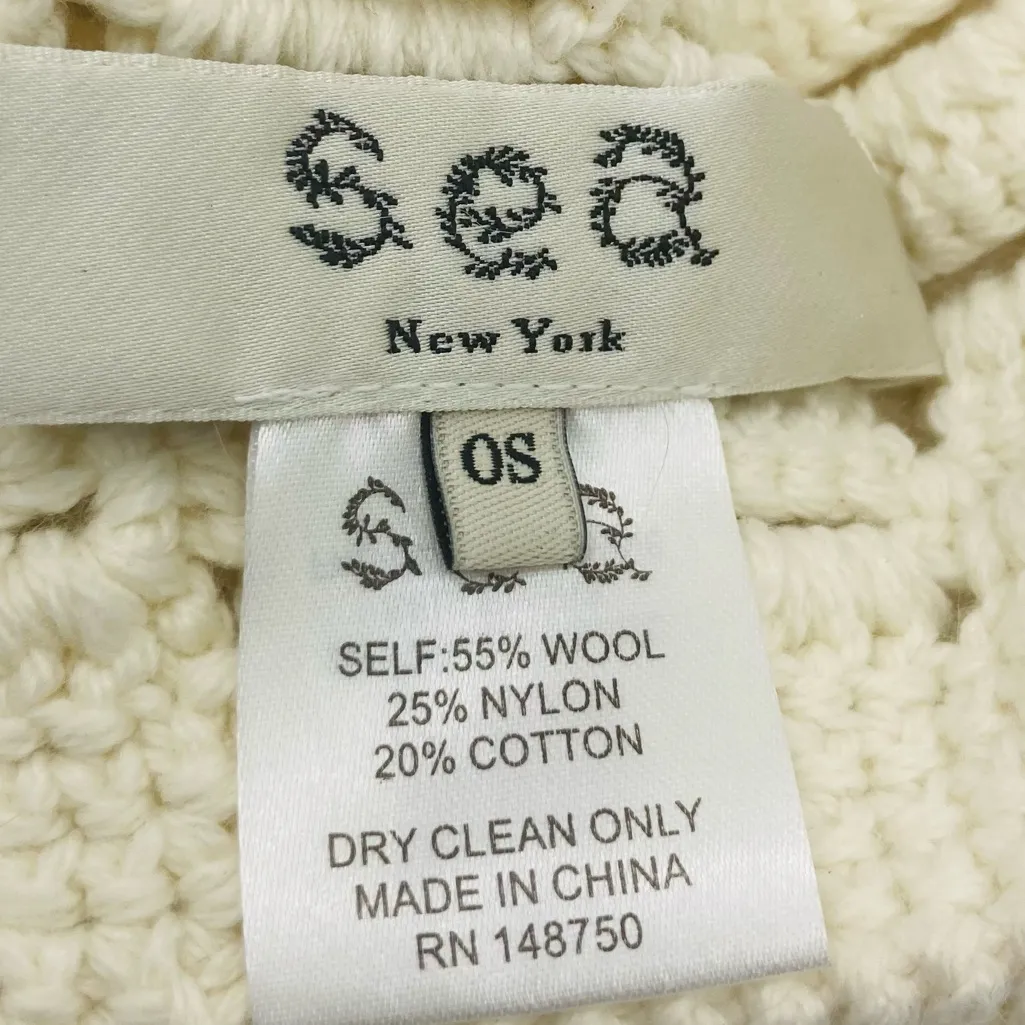 Sea
New York
OS
Sea
SELF:55% WOOL
25% NYLON
20% COTTON
DRY CLEAN ONLY
MADE IN CHINA
RN 148750